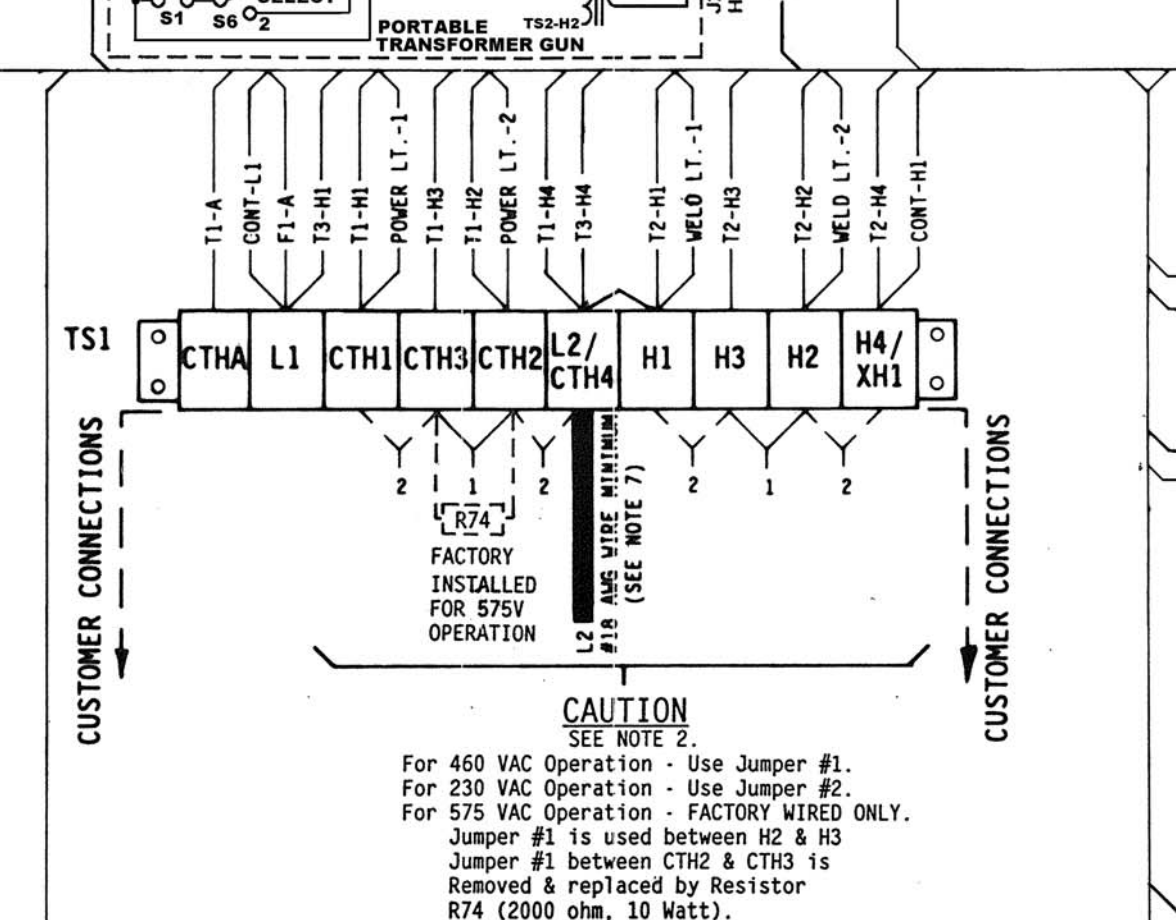 SELECT
S1 S6 2
PORTABLE TS2-H2
TRANSFORMER GUN
T1-A
CONT-L1
F1-A
T3-H1
T1-H1
POWER LT.-1
T1-H3
T1-H2
POWER LT.-2
T1-H4
T3-H4
T2-H1
WELD LT.-1
T2-H3
T2-H2
WELD LT.-2
T2-H4
CONT-H1
TS1
CTHA
L1
CTH1
CTH3
CTH2
L2/
CTH4
H1
H3
H2
H4/
XH1
2 1 2 2 1 2
R74
FACTORY
INSTALLED
FOR 575V
OPERATION
L2
#18 AWG WIRE MINIMUM
(SEE NOTE 7)
CUSTOMER CONNECTIONS
CUSTOMER CONNECTIONS
CAUTION
SEE NOTE 2.
For 460 VAC Operation - Use Jumper #1.
For 230 VAC Operation - Use Jumper #2.
For 575 VAC Operation - FACTORY WIRED ONLY.
Jumper #1 is used between H2 & H3
Jumper #1 between CTH2 & CTH3 is
Removed & replaced by Resistor
R74 (2000 ohm, 10 Watt).